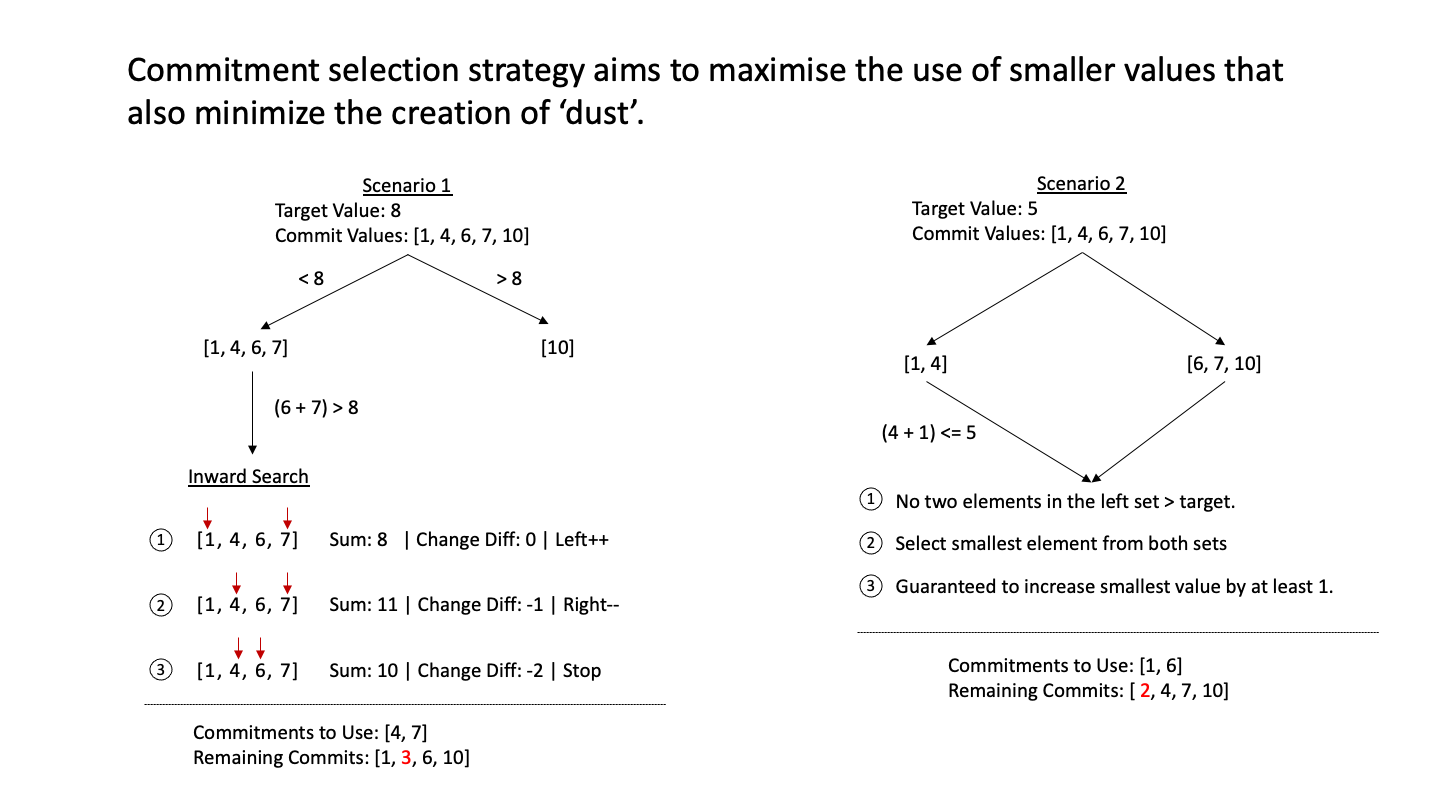 Commitment selection strategy aims to maximise the use of smaller values that
also minimize the creation of ‘dust’.
Scenario 1
Target Value: 8
Commit Values: [1, 4, 6, 7, 10]
< 8
> 8
[1, 4, 6, 7]
[10]
(6 + 7) > 8
Inward Search
1 [1, 4, 6, 7] Sum: 8 | Change Diff: 0 | Left++
2 [1, 4, 6, 7] Sum: 11 | Change Diff: -1 | Right--
3 [1, 4, 6, 7] Sum: 10 | Change Diff: -2 | Stop
Commitments to Use: [4, 7]
Remaining Commits: [1, 3, 6, 10]
Scenario 2
Target Value: 5
Commit Values: [1, 4, 6, 7, 10]
[1, 4]
[6, 7, 10]
(4 + 1) <= 5
1 No two elements in the left set > target.
2 Select smallest element from both sets
3 Guaranteed to increase smallest value by at least 1.
Commitments to Use: [1, 6]
Remaining Commits: [ 2, 4, 7, 10]